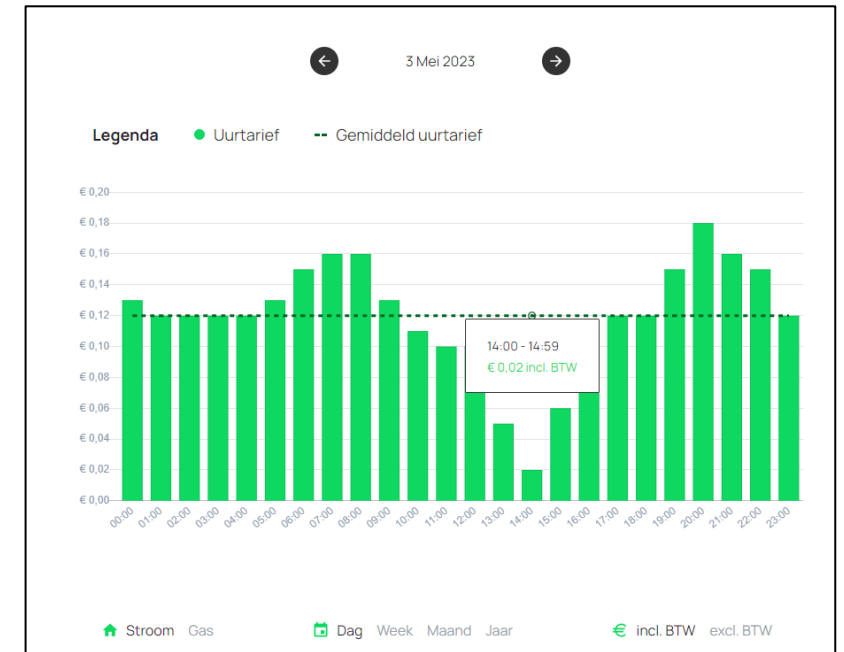 3 Mei 2023
Legenda Uurtarief Gemiddeld uurtarief
€ 0,20
€ 0,18
€ 0,16
€ 0,14
€ 0,12
14:00 - 14:59
€ 0,10
€ 0,02 incl. BTW
€ 0,08
€ 0,06
€ 0,04
€ 0,02
€ 0,00
00:00 01:00 02:00 03:00 04:00 05:00 06:00 07:00 08:00 09:00 10:00 11:00 12:00 13:00 14:00 15:00 16:00 17:00 18:00 19:00 20:00 21:00 22:00 23:00
Stroom Gas Dag Week Maand Jaar € incl. BTW excl. BTW